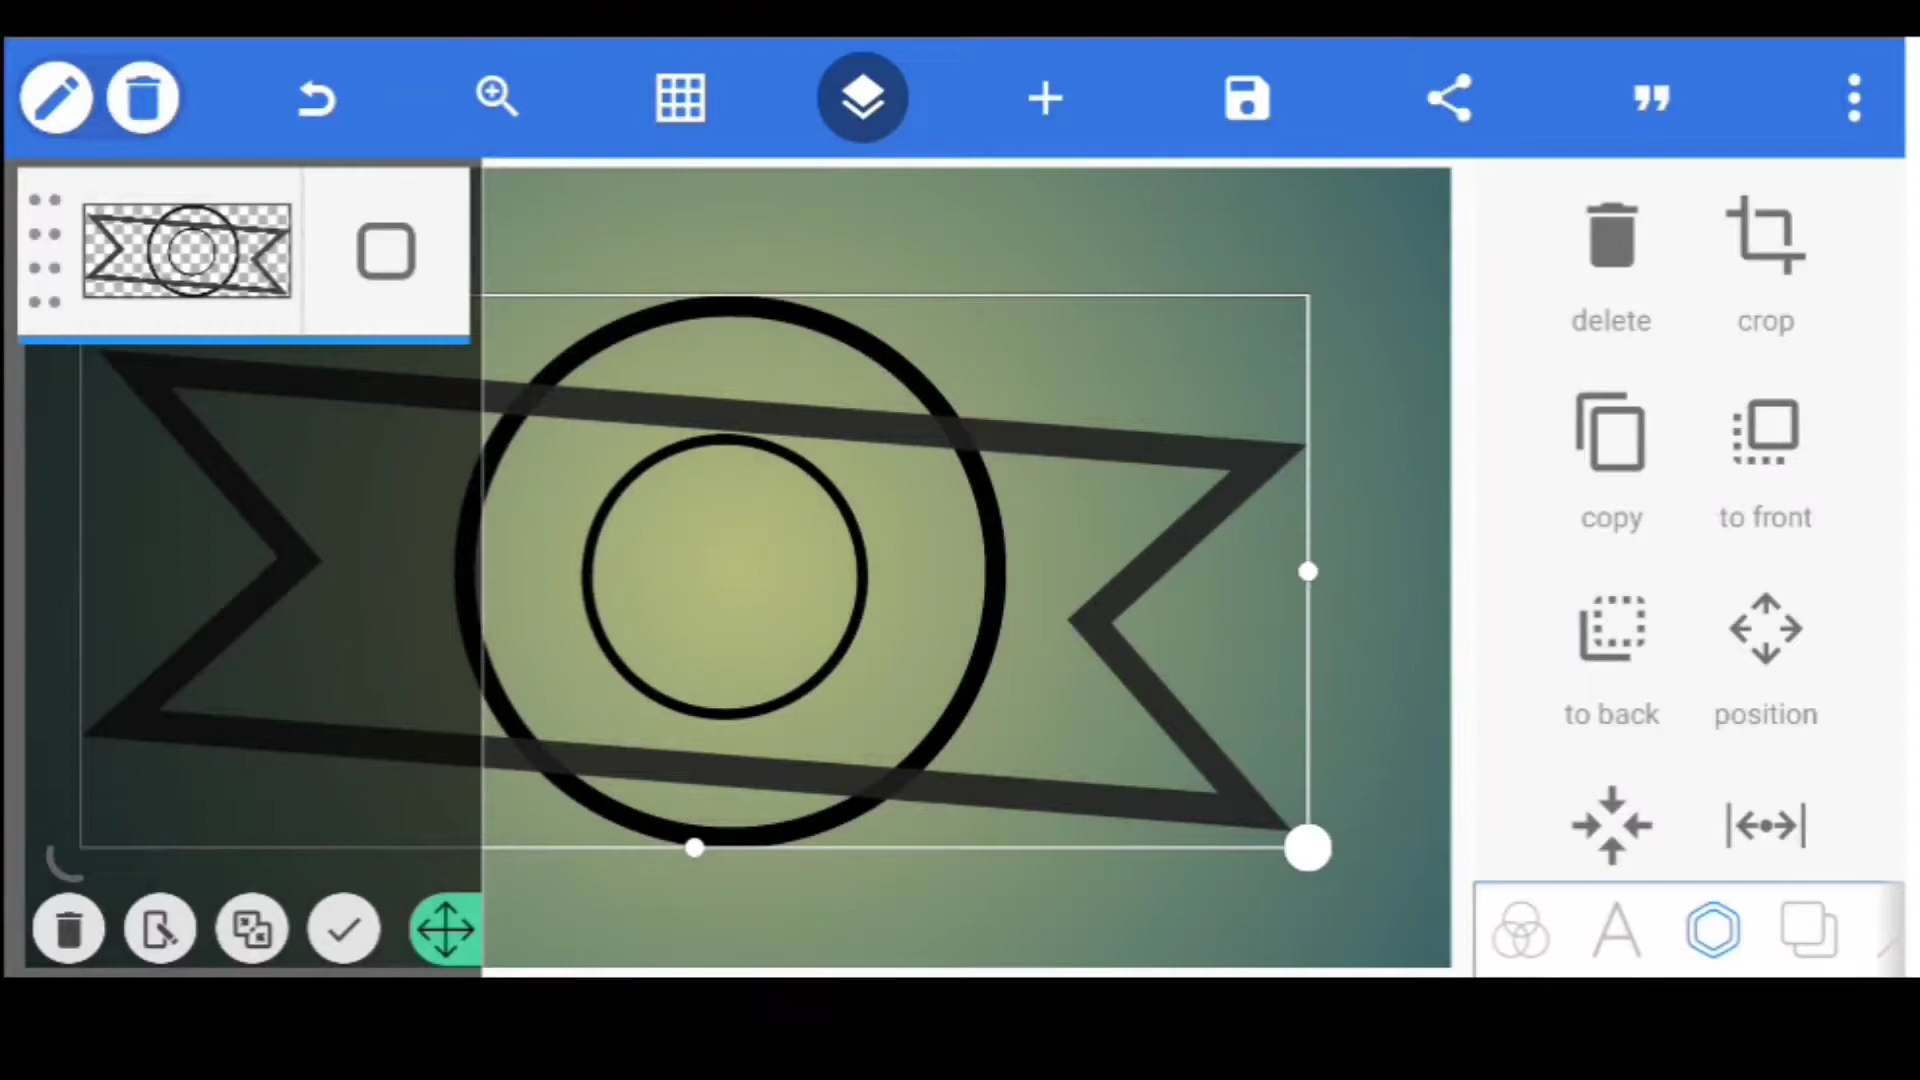 delete
crop
copy
to front
to back
position